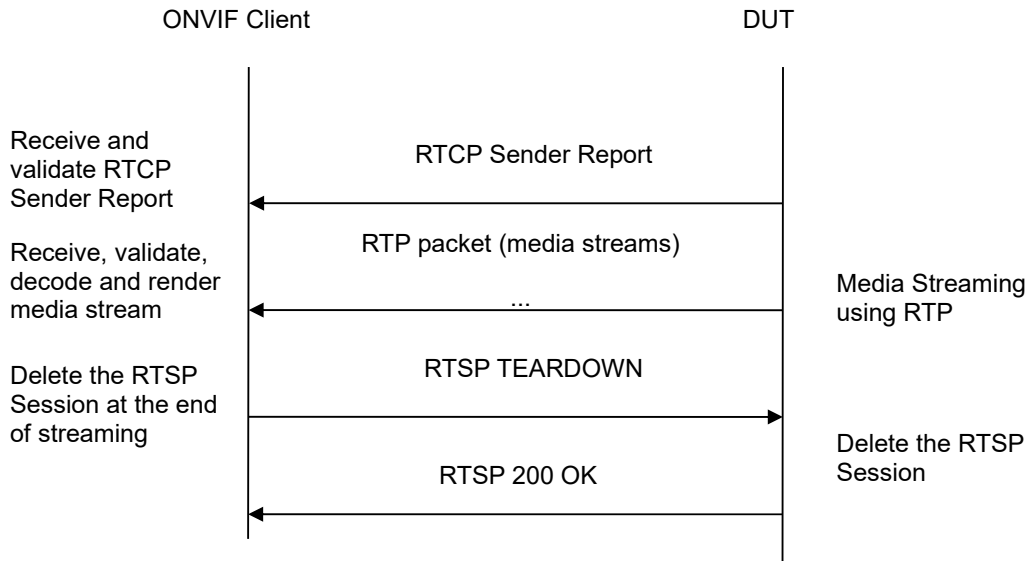 ONVIF Client
DUT
Receive and
validate RTCP
Sender Report
RTCP Sender Report
RTP packet (media streams)
Receive, validate,
decode and render
media stream
...
Media Streaming
using RTP
RTSP TEARDOWN
Delete the RTSP
Session at the end
of streaming
Delete the RTSP
Session
RTSP 200 OK